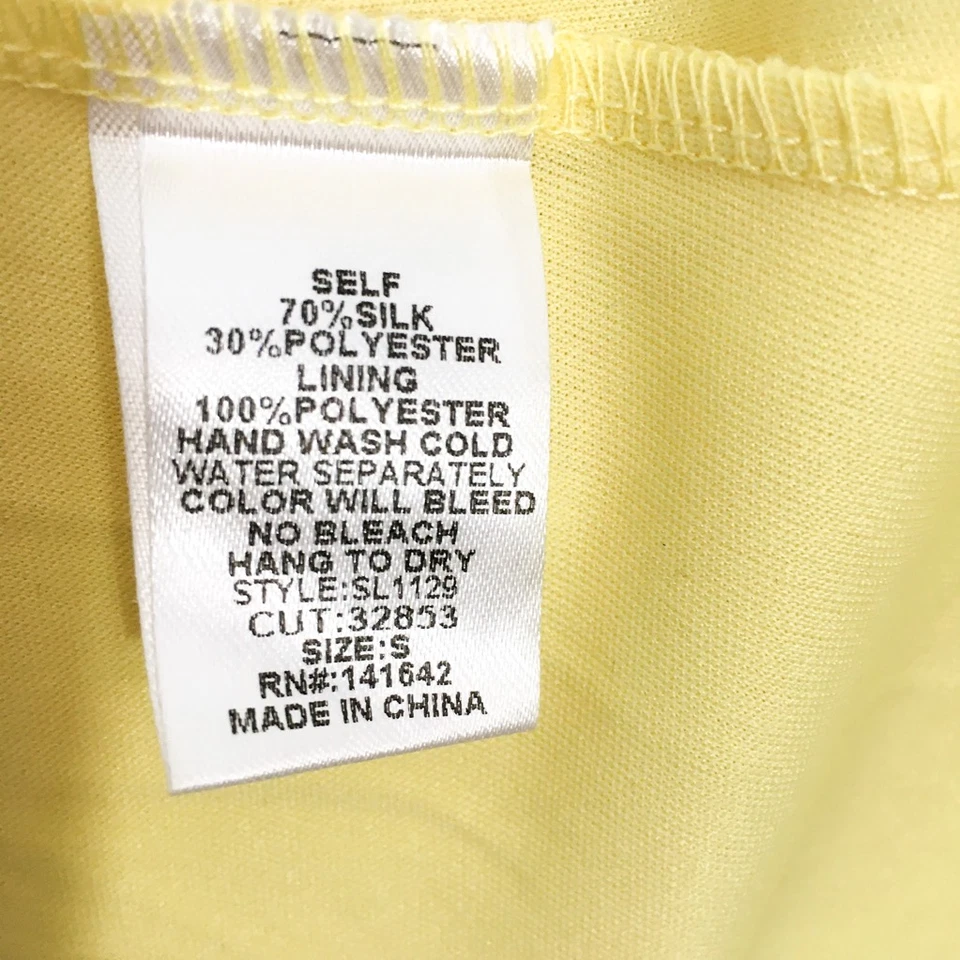 SELF
70%SILK
30%POLYESTER
LINING
100%POLYESTER
HAND WASH COLD
WATER SEPARATELY
COLOR WILL BLEED
NO BLEACH
HANG TO DRY
STYLE:SL1129
CUT:32853
SIZE:S
RN#:141642
MADE IN CHINA